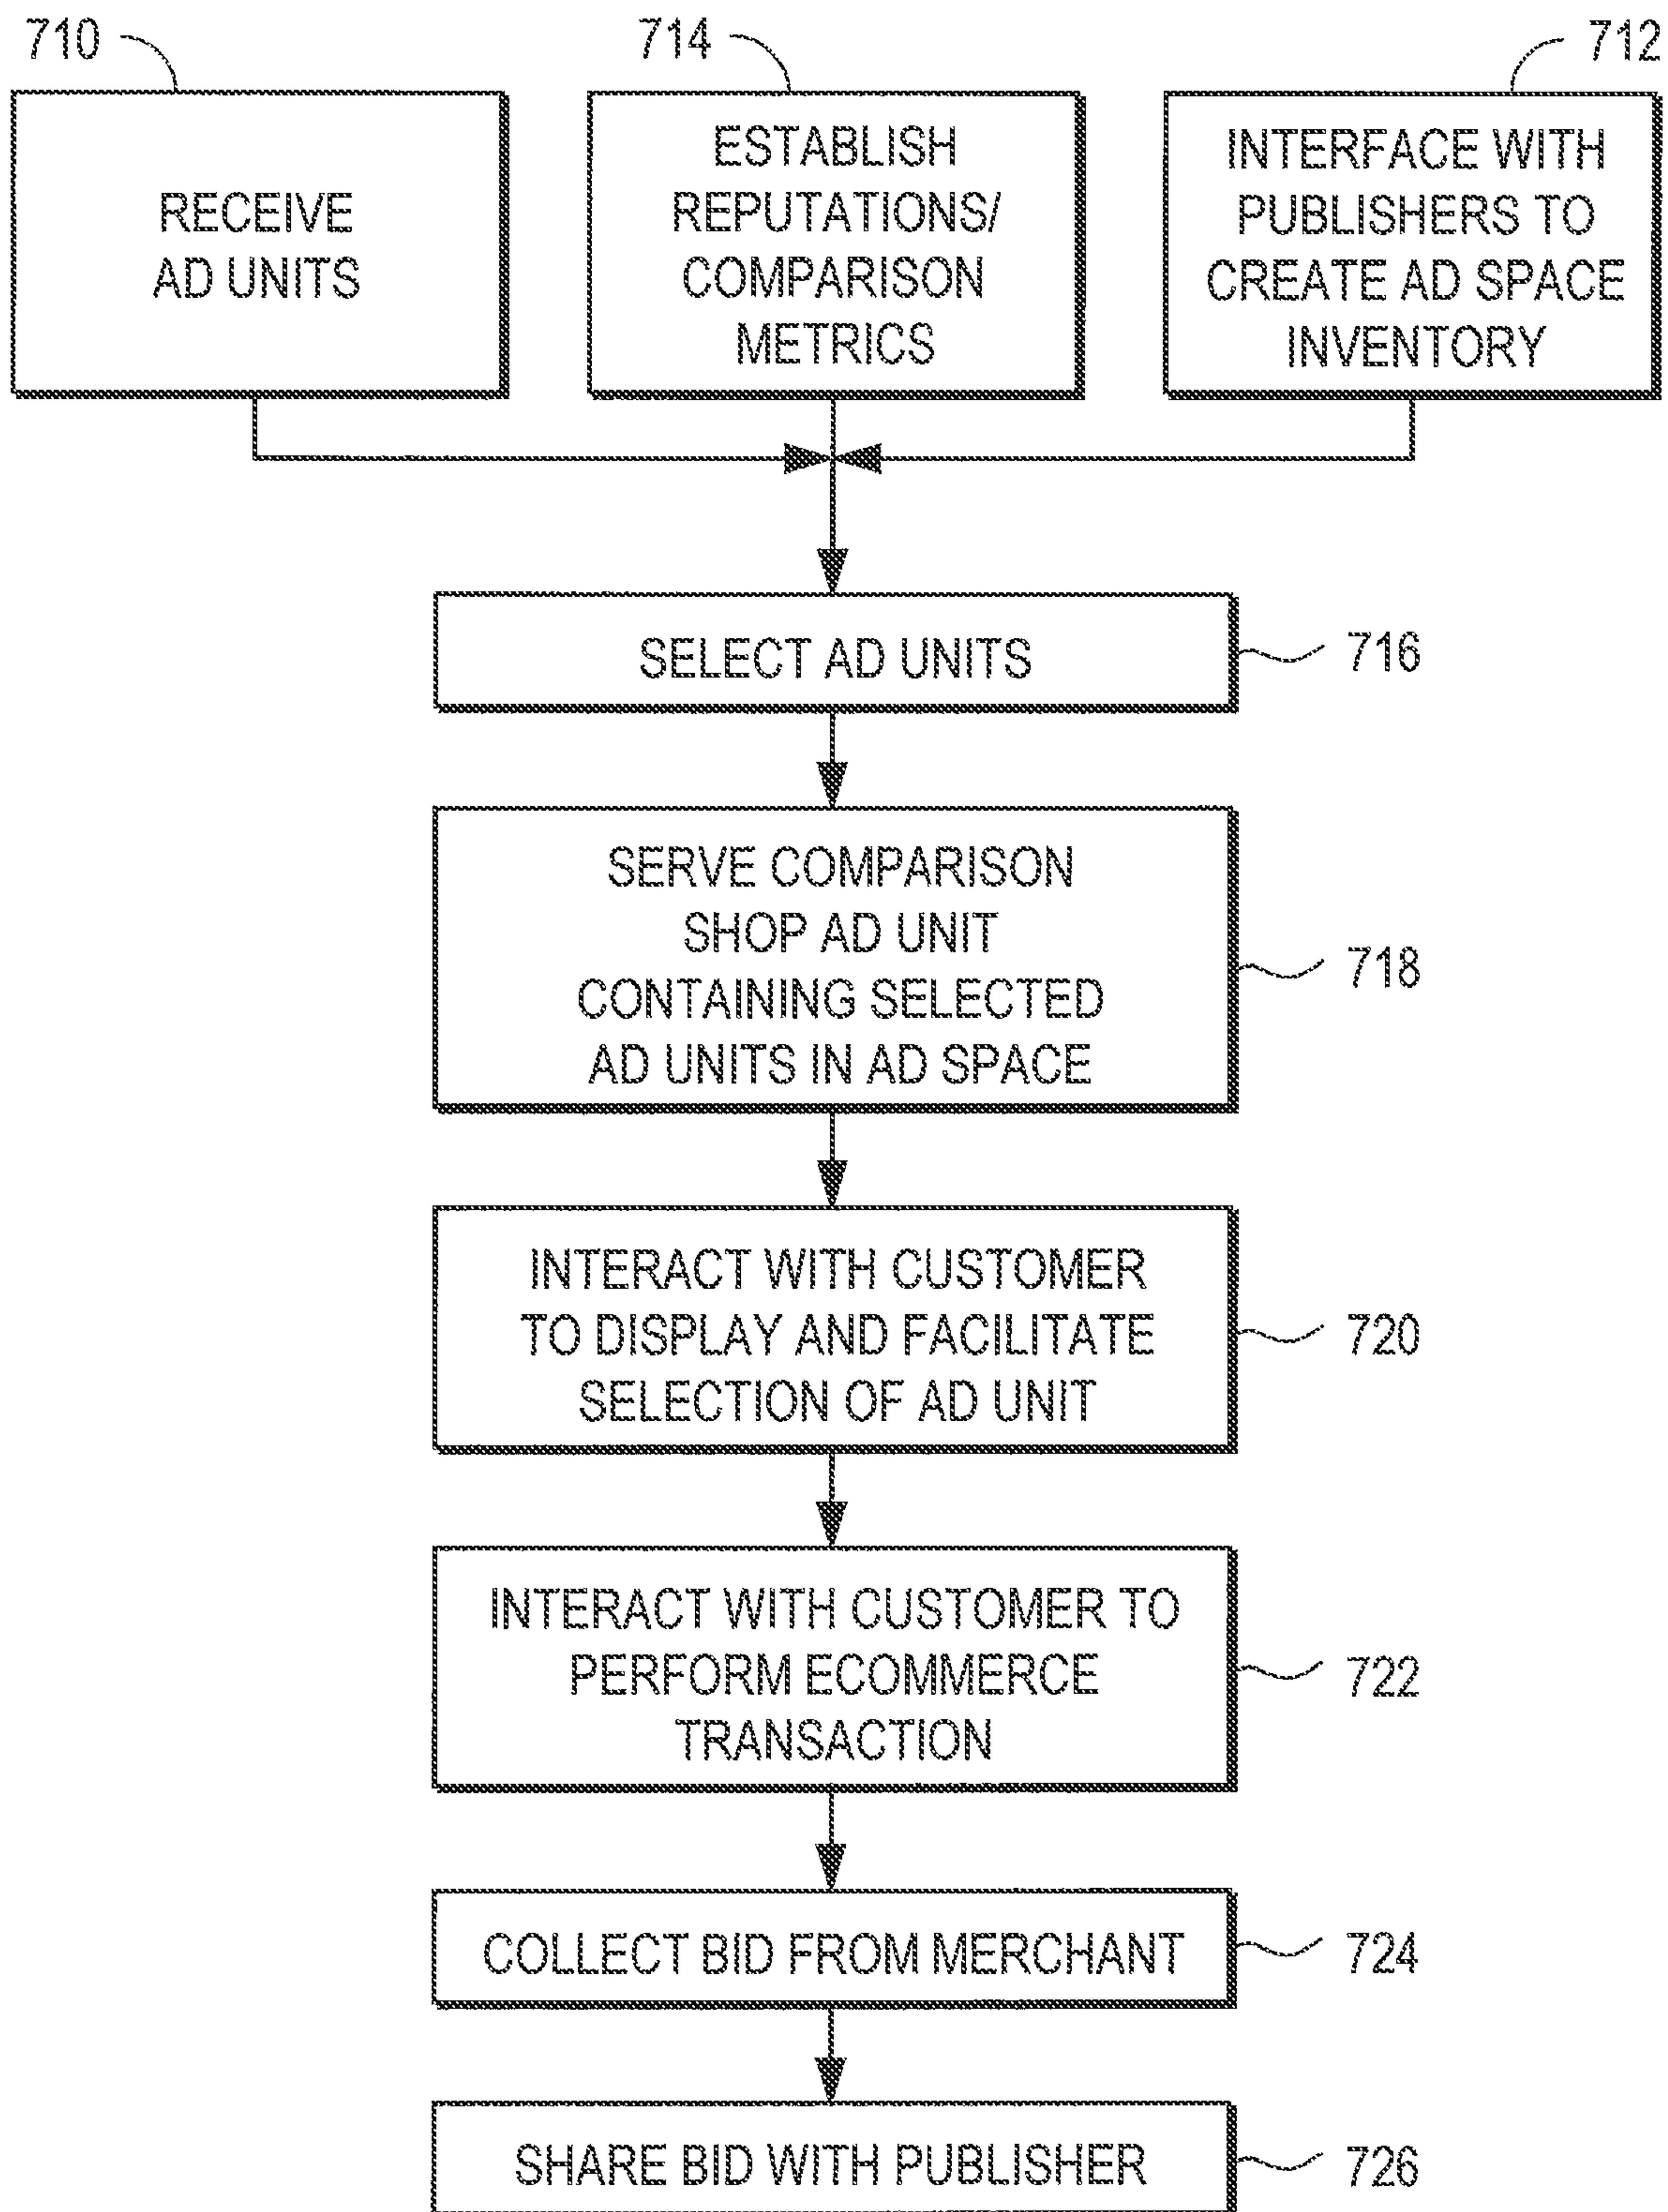 710
714
712
RECEIVE
AD UNITS
ESTABLISH
REPUTATIONS/
COMPARISON
METRICS
INTERFACE WITH
PUBLISHERS TO
CREATE AD SPACE
INVENTORY
SELECT AD UNITS
716
SERVE COMPARISON
SHOP AD UNIT
CONTAINING SELECTED
AD UNITS IN AD SPACE
718
INTERACT WITH CUSTOMER
TO DISPLAY AND FACILITATE
SELECTION OF AD UNIT
720
INTERACT WITH CUSTOMER TO
PERFORM ECOMMERCE
TRANSACTION
722
COLLECT BID FROM MERCHANT
724
SHARE BID WITH PUBLISHER
726